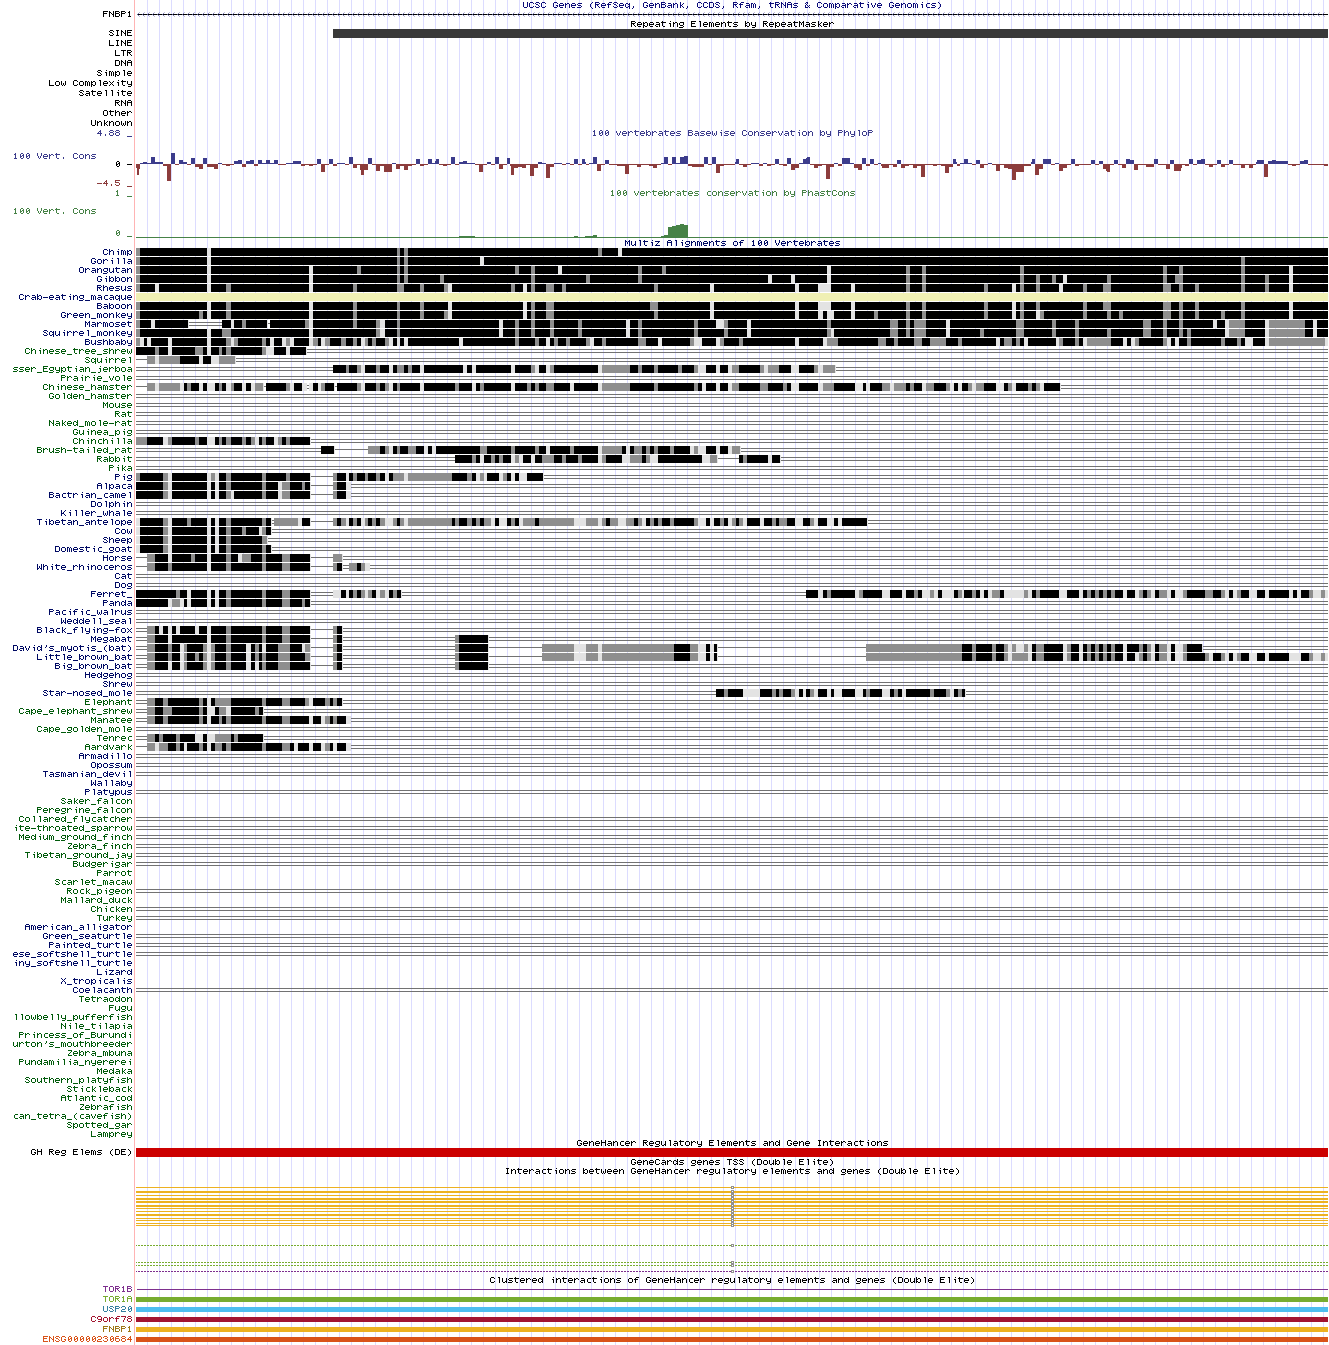 UCSC Genes (RefSeq, GenBank, CCDS, Rfam, tRNAs & Comparative Genomics)
FNBP1
Repeating Elements by RepeatMasker
SINE
LINE
LTR
DNA
Simple
Low Complexity
Satellite
RNA
Other
Unknown
4.88 _
100 vertebrates Basewise Conservation by PhyloP
100 Vert. Cons
0 _
-4.5 _
1 _
100 vertebrates conservation by PhastCons
100 Vert. Cons
0 _
Multiz Alignments of 100 Vertebrates
Chimp
Gorilla
Orangutan
Gibbon
Rhesus
Crab-eating_macaque
Baboon
Green_monkey
Marmoset
Squirrel_monkey
Bushbaby
Chinese_tree_shrew
Squirrel
sser_Egyptian_jerboa
Prairie_vole
Chinese_hamster
Golden_hamster
Mouse
Rat
Naked_mole-rat
Guinea_pig
Chinchilla
Brush-tailed_rat
Rabbit
Pika
Pig
Alpaca
Bactrian_camel
Dolphin
Killer_whale
Tibetan_antelope
Cow
Sheep
Domestic_goat
Horse
White_rhinoceros
Cat
Dog
Ferret_
Panda
Pacific_walrus
Weddell_seal
Black_flying-fox
Megabat
David's_myotis_(bat)
Little_brown_bat
Big_brown_bat
Hedgehog
Shrew
Star-nosed_mole
Elephant
Cape_elephant_shrew
Manatee
Cape_golden_mole
Tenrec
Aardvark
Armadillo
Opossum
Tasmanian_devil
Wallaby
Platypus
Saker_falcon
Peregrine_falcon
Collared_flycatcher
ite-throated_sparrow
Medium_ground_finch
Zebra_finch
Tibetan_ground_jay
Budgerigar
Parrot
Scarlet_macaw
Rock_pigeon
Mallard_duck
Chicken
Turkey
American_alligator
Green_seaturtle
Painted_turtle
ese_softshell_turtle
iny_softshell_turtle
Lizard
X_tropicalis
Coelacanth
Tetraodon
Fugu
llowbelly_pufferfish
Nile_tilapia
Princess_of_Burundi
urton's_mouthbreeder
Zebra_mbuna
Pundamilia_nyererei
Medaka
Southern_platyfish
Stickleback
Atlantic_cod
Zebrafish
can_tetra_(cavefish)
Spotted_gar
Lamprey
GeneHancer Regulatory Elements and Gene Interactions
GH Reg Elems (DE)
GeneCards genes TSS (Double Elite)
Interactions between GeneHancer regulatory elements and genes (Double Elite)
Clustered interactions of GeneHancer regulatory elements and genes (Double Elite)
TOR1B
TOR1A
USP20
C9orf78
FNBP1
ENSG00000230684